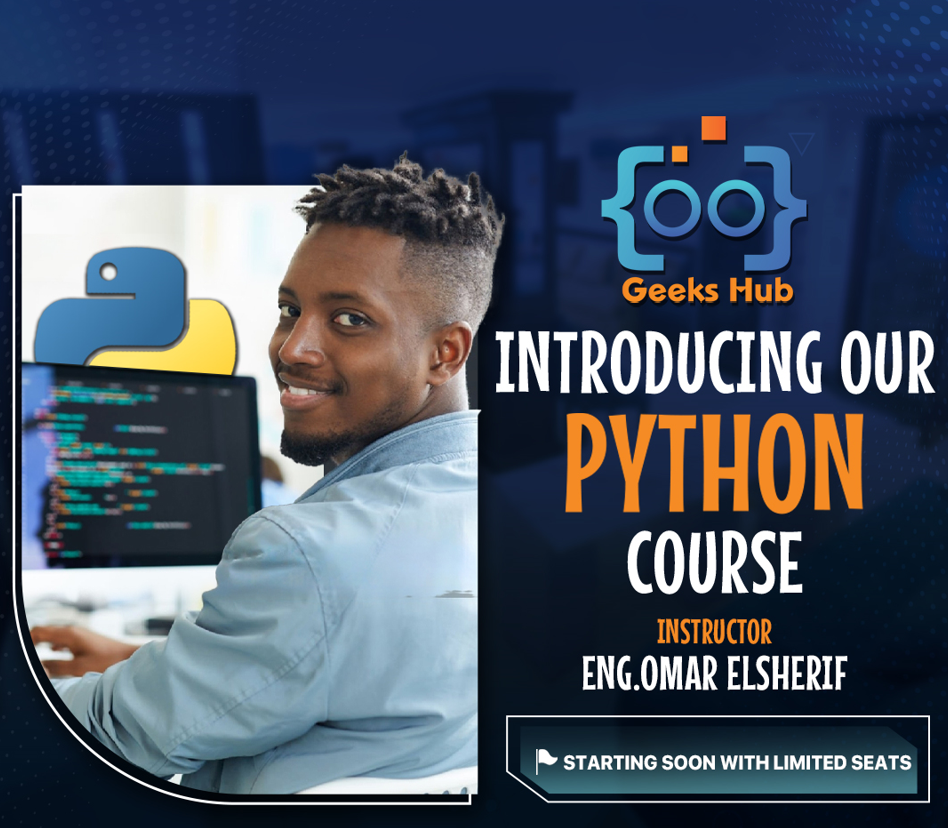 Geeks Hub
INTRODUCING OUR
PYTHON
COURSE
INSTRUCTOR
ENG.OMAR ELSHERIF
STARTING SOON WITH LIMITED SEATS